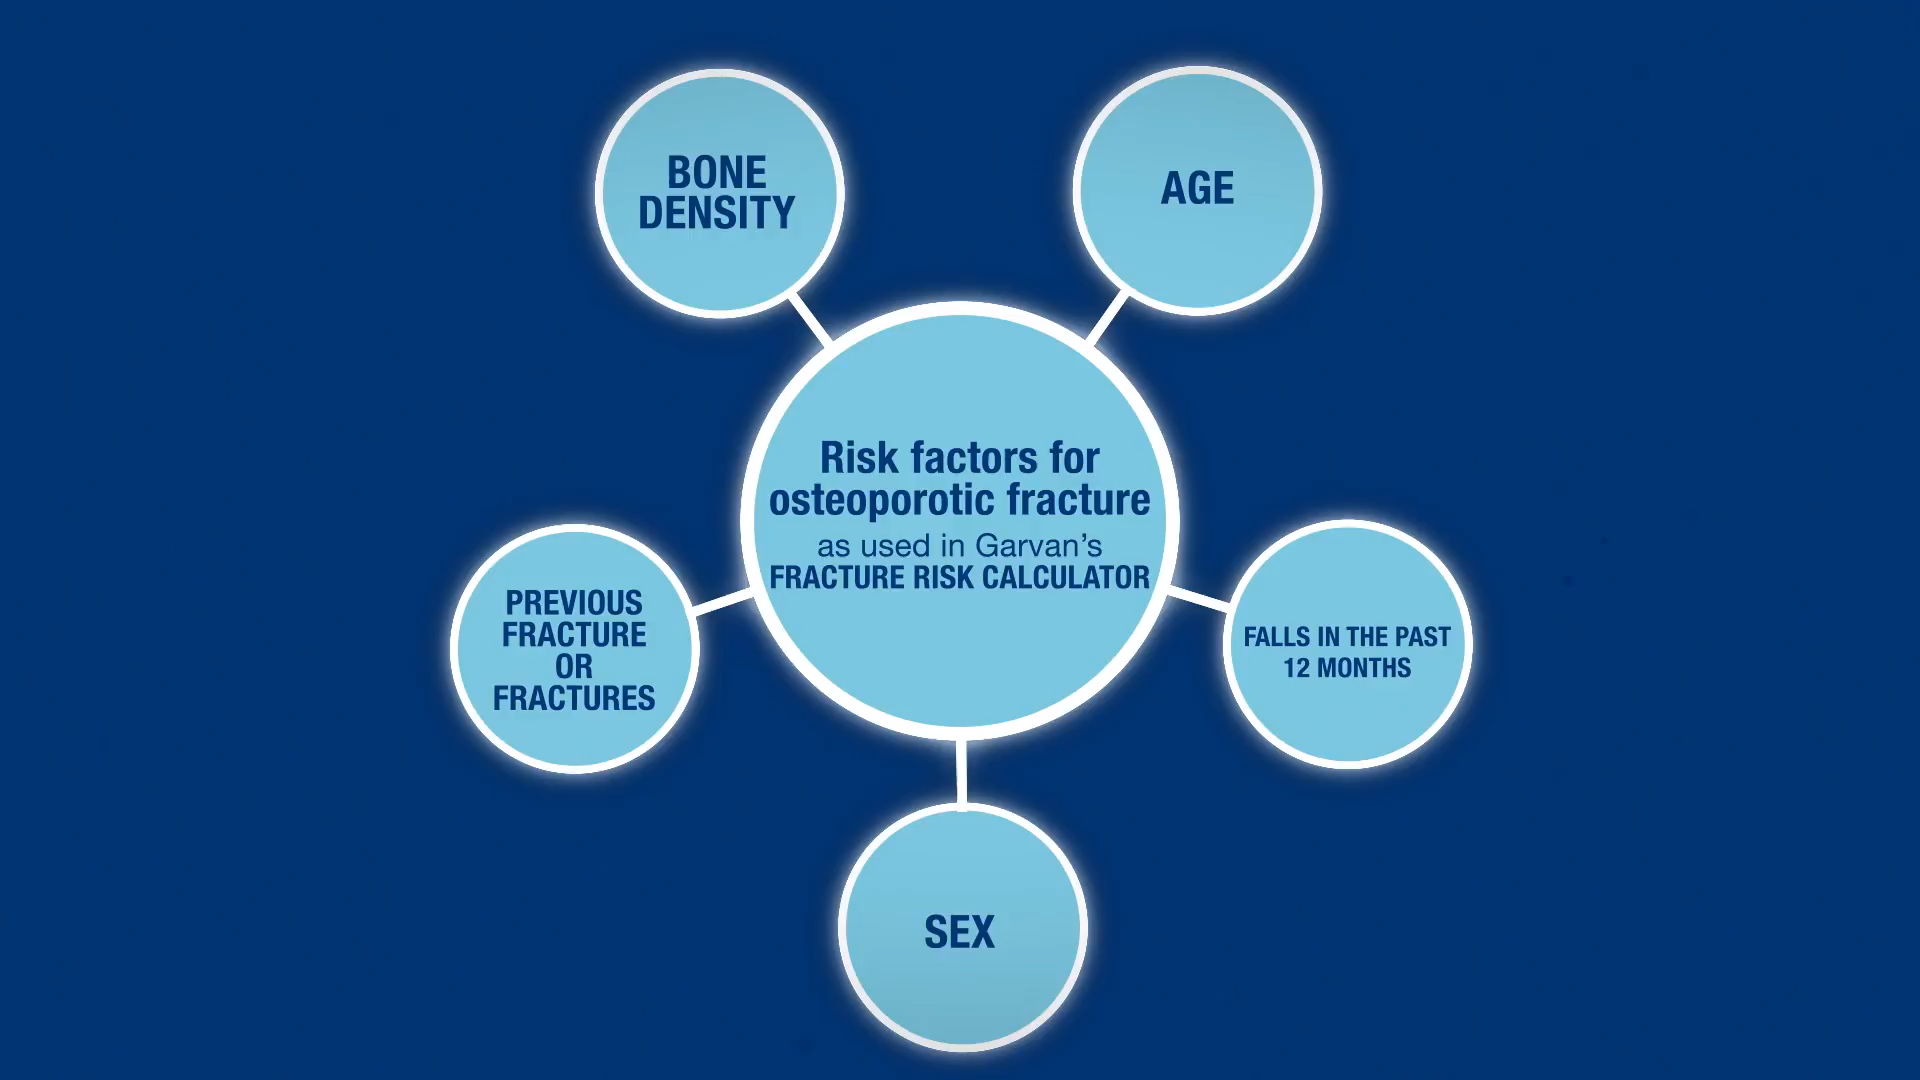 BONE
DENSITY
AGE
Risk factors for
osteoporotic fracture
as used in Garvan's
FRACTURE RISK CALCULATOR
PREVIOUS
FRACTURE
OR
FRACTURES
FALLS IN THE PAST
12 MONTHS
SEX